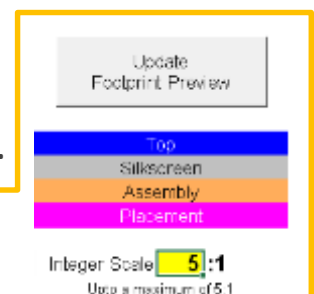 Update
Footprint Preview
Top
Silkscreen
Assembly
Placement
Integer Scale 5 :1
Upto a maximum of 5:1